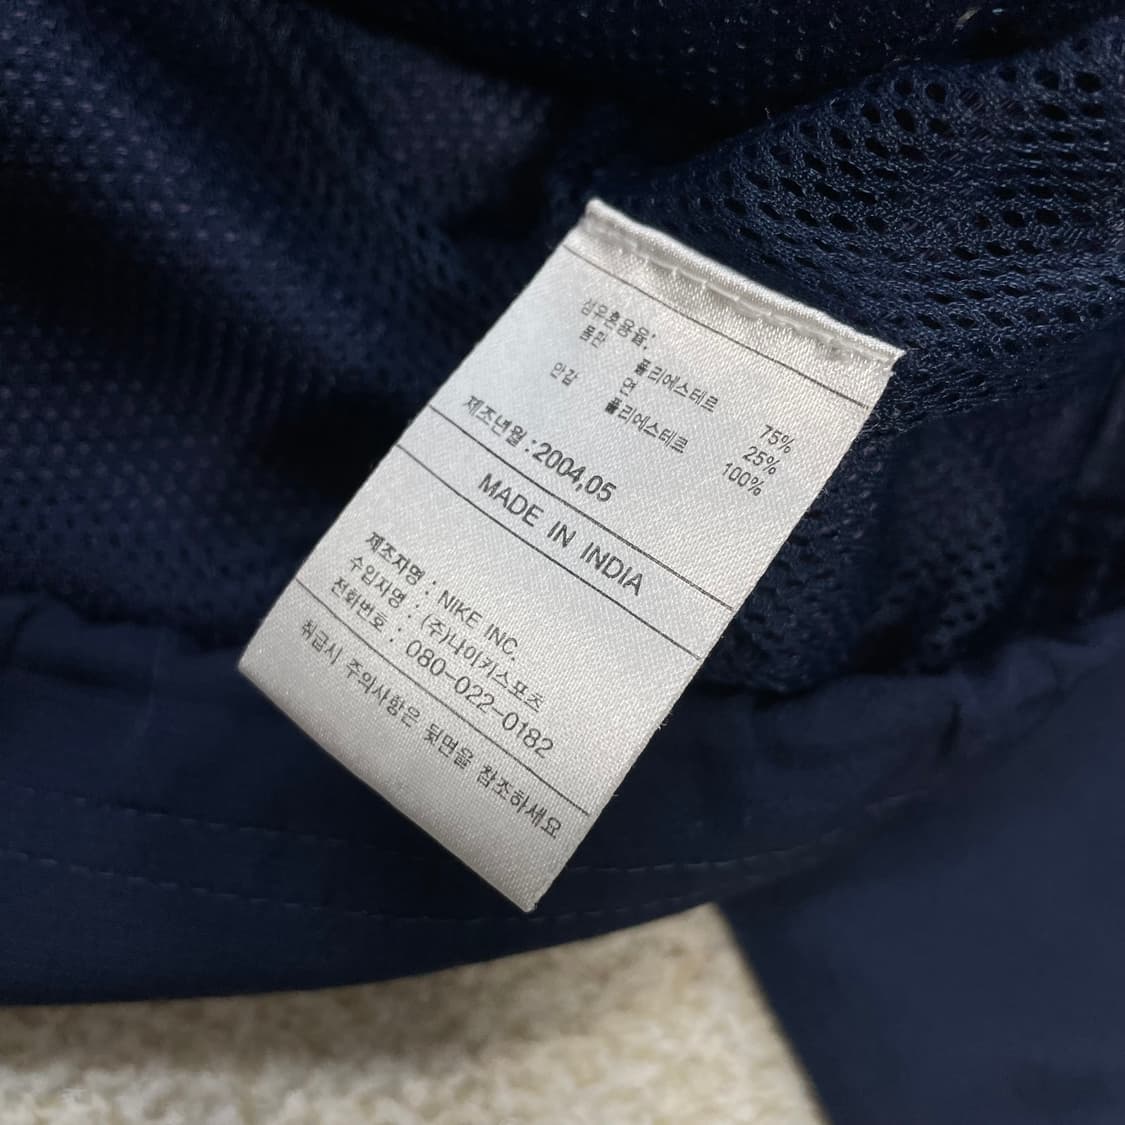 섬유혼용율:
몸판 폴리에스테르 75%
면 25%
안감 폴리에스테르 100%
제조년월 : 2004,05
MADE IN INDIA
제조자명 : NIKE INC.
수입자명 : (주)나이키스포츠
전화번호 : 080-022-0182
취급시 주의사항은 뒷면을 참조하세요